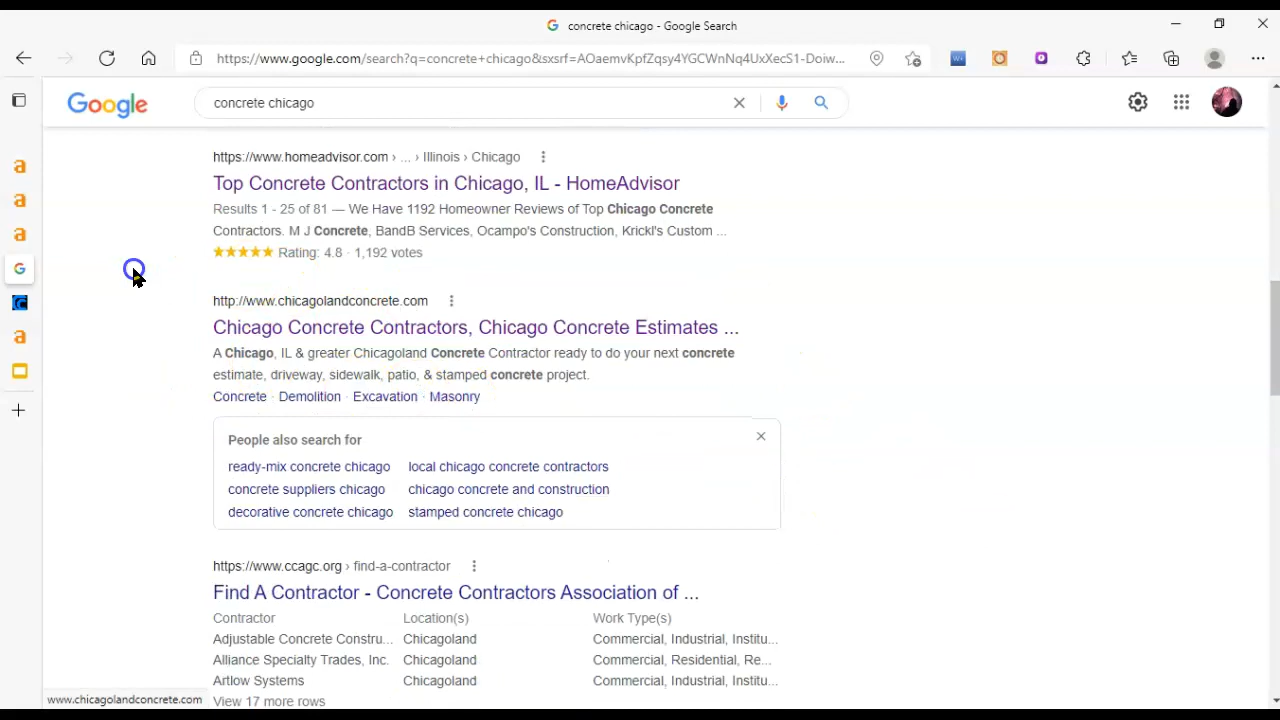 concrete chicago - Google Search
https://www.google.com/search?q=concrete+chicago&sxsrf=AOaemvKpfZqsy4YGCWnNq4UxXecS1-Doiw...
Google
concrete chicago
https://www.homeadvisor.com › ... › Illinois › Chicago
Top Concrete Contractors in Chicago, IL - HomeAdvisor
Results 1 - 25 of 81 — We Have 1192 Homeowner Reviews of Top Chicago Concrete
Contractors. M J Concrete, BandB Services, Ocampo's Construction, Krickl's Custom ...
Rating: 4.8 · 1,192 votes
http://www.chicagolandconcrete.com
Chicago Concrete Contractors, Chicago Concrete Estimates ...
A Chicago, IL & greater Chicagoland Concrete Contractor ready to do your next concrete
estimate, driveway, sidewalk, patio, & stamped concrete project.
Concrete · Demolition · Excavation · Masonry
People also search for
ready-mix concrete chicago local chicago concrete contractors
concrete suppliers chicago chicago concrete and construction
decorative concrete chicago stamped concrete chicago
https://www.ccagc.org › find-a-contractor
Find A Contractor - Concrete Contractors Association of ...
Contractor Location(s) Work Type(s)
Adjustable Concrete Constru... Chicagoland Commercial, Industrial, Institu...
Alliance Specialty Trades, Inc. Chicagoland Commercial, Residential, Re...
Artlow Systems Chicagoland Commercial, Industrial, Institu...
View 17 more rows
www.chicagolandconcrete.com